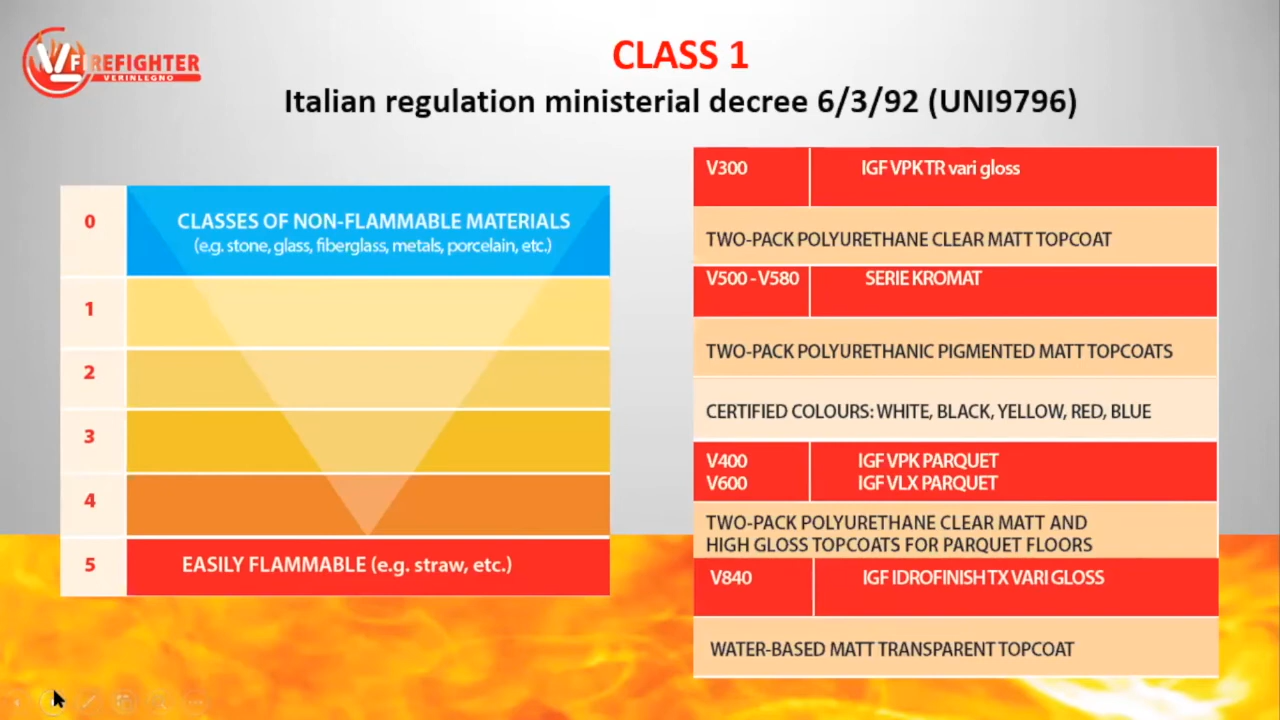 VFIREFIGHTER
VERINLEGNO
CLASS 1
Italian regulation ministerial decree 6/3/92 (UNI9796)
0
CLASSES OF NON-FLAMMABLE MATERIALS
(e.g. stone, glass, fiberglass, metals, porcelain, etc.)
1
2
3
4
5 EASILY FLAMMABLE (e.g. straw, etc.)
V300 IGF VPK TR vari gloss
TWO-PACK POLYURETHANE CLEAR MATT TOPCOAT
V500 - V580 SERIE KROMAT
TWO-PACK POLYURETHANIC PIGMENTED MATT TOPCOATS
CERTIFIED COLOURS: WHITE, BLACK, YELLOW, RED, BLUE
V400 IGF VPK PARQUET
V600 IGF VLX PARQUET
TWO-PACK POLYURETHANE CLEAR MATT AND
HIGH GLOSS TOPCOATS FOR PARQUET FLOORS
V840 IGF IDROFINISH TX VARI GLOSS
WATER-BASED MATT TRANSPARENT TOPCOAT